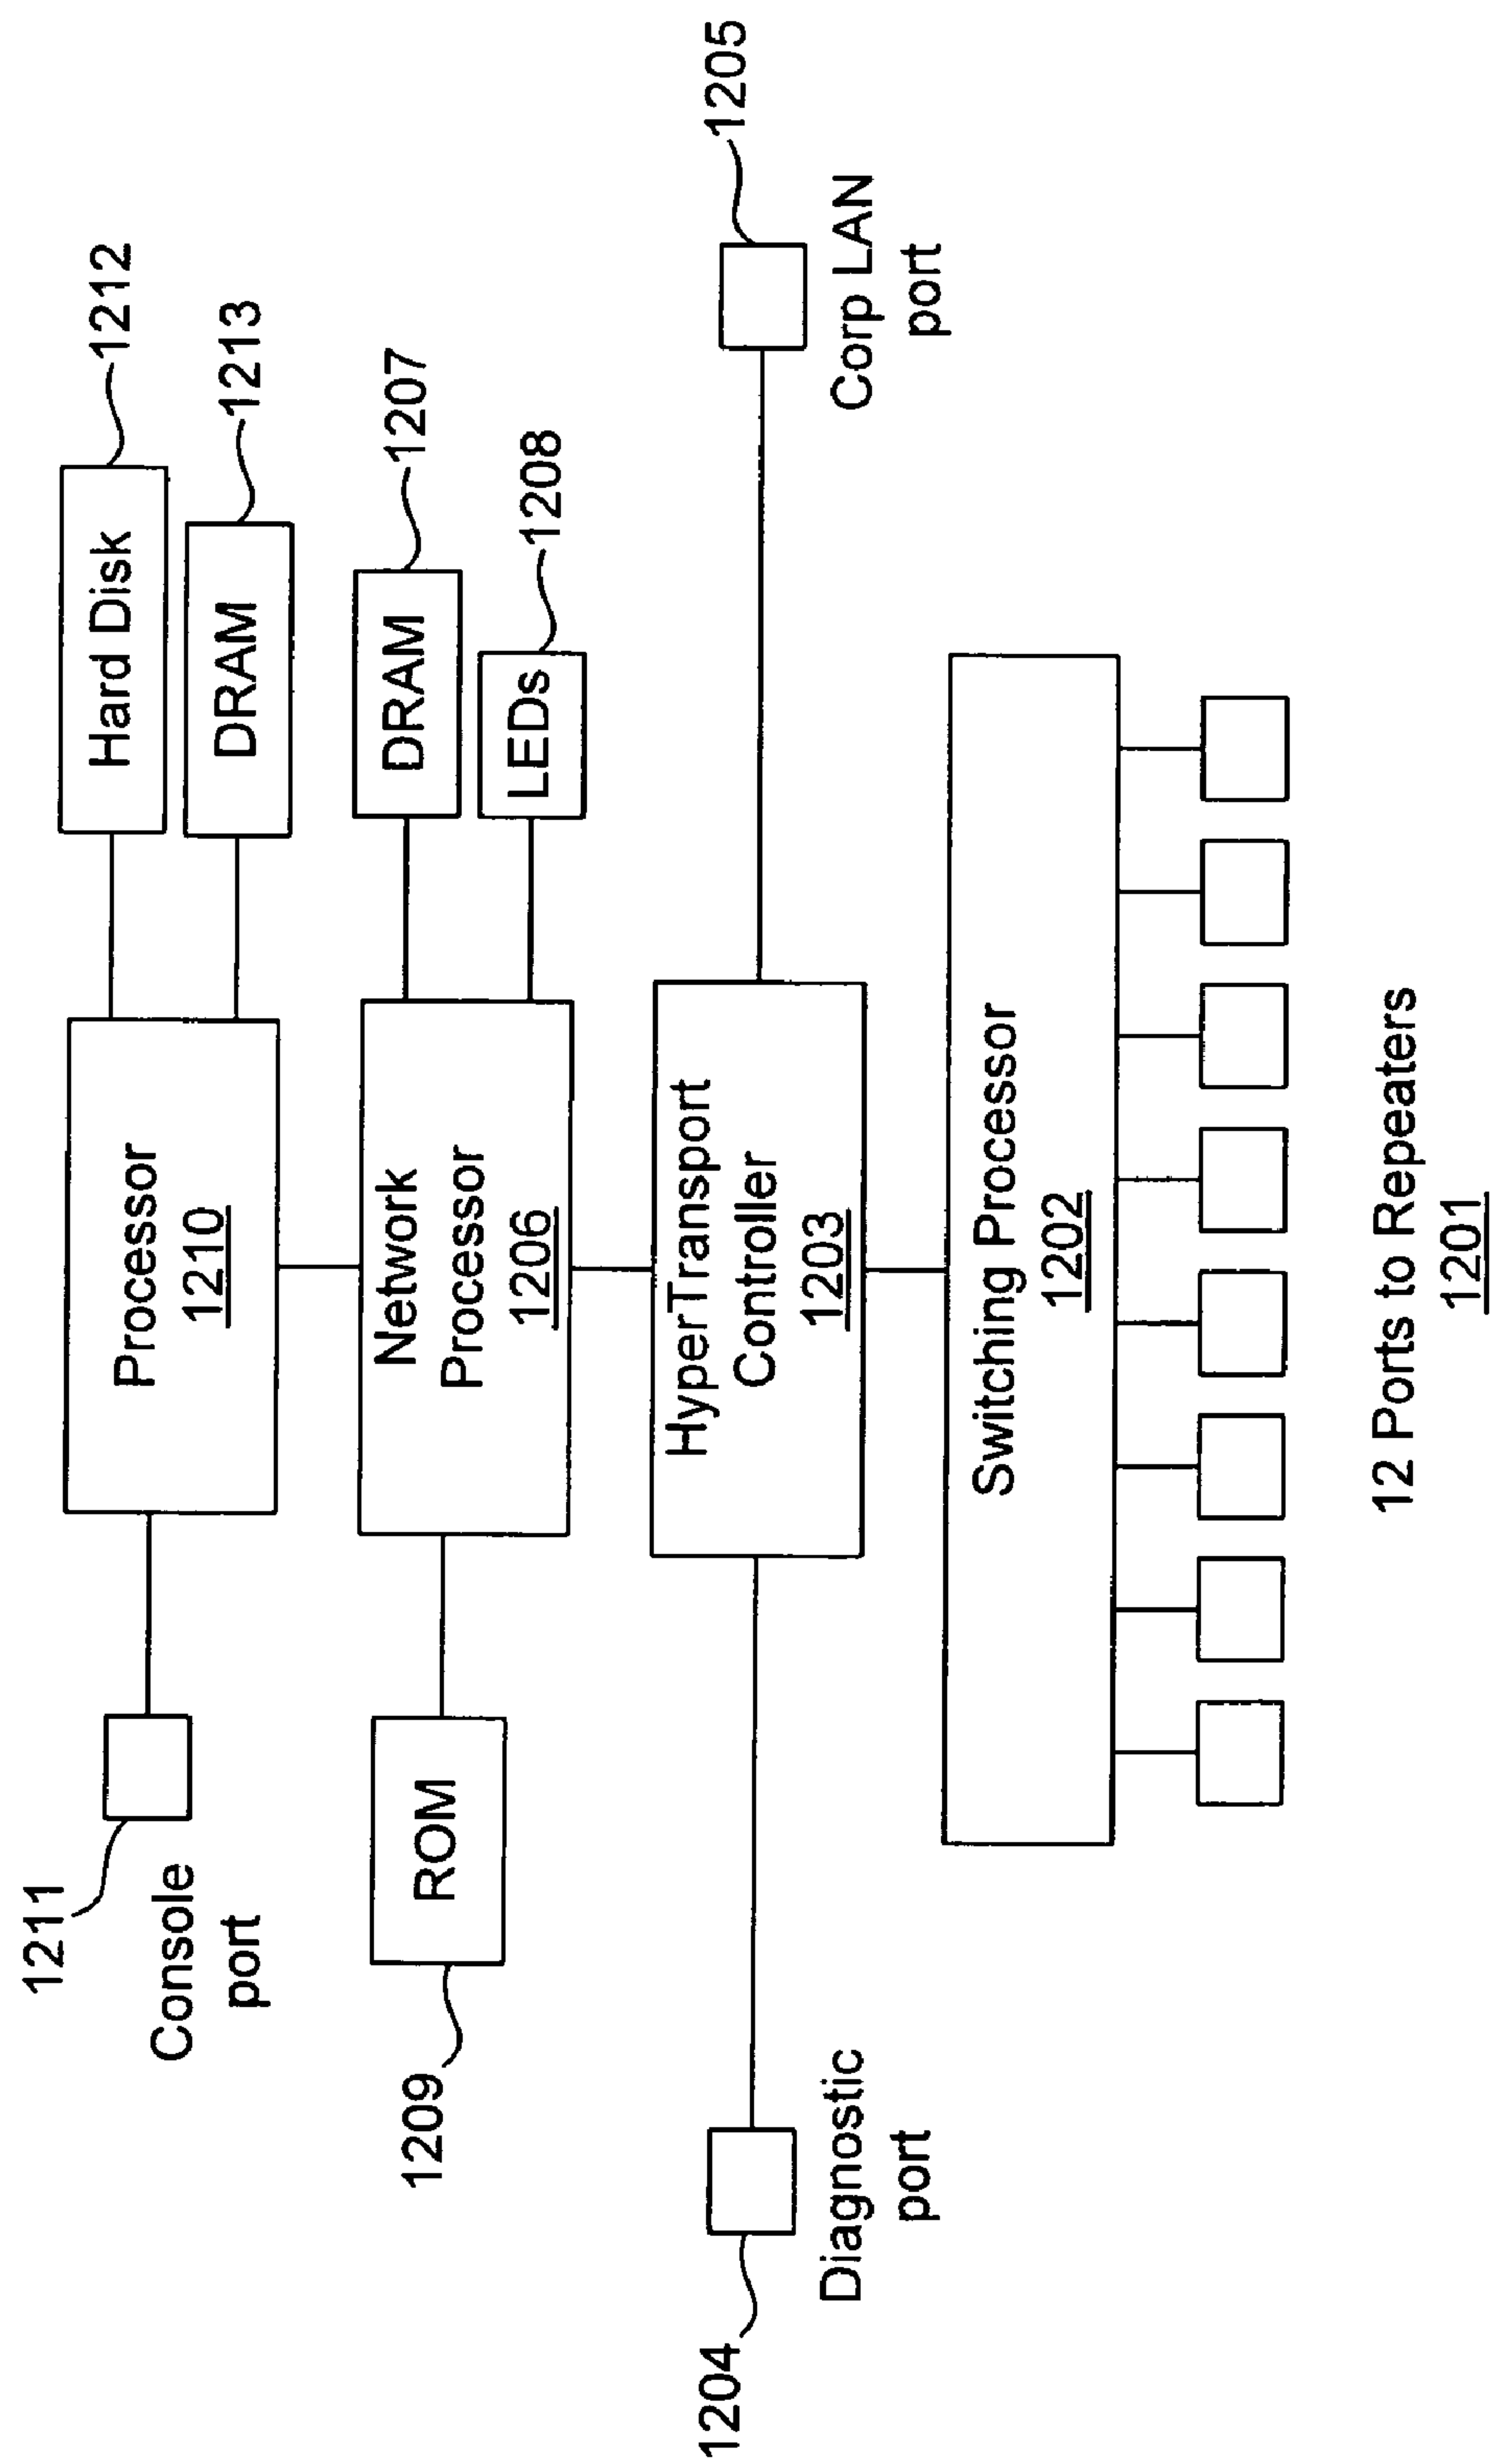 1211
Console
port
Processor
1210
Hard Disk
1212
DRAM
1213
1209
ROM
Network
Processor
1206
DRAM
1207
LEDs
1208
1204
Diagnostic
port
HyperTransport
Controller
1203
Corp LAN
port
1205
Switching Processor
1202
12 Ports to Repeaters
1201